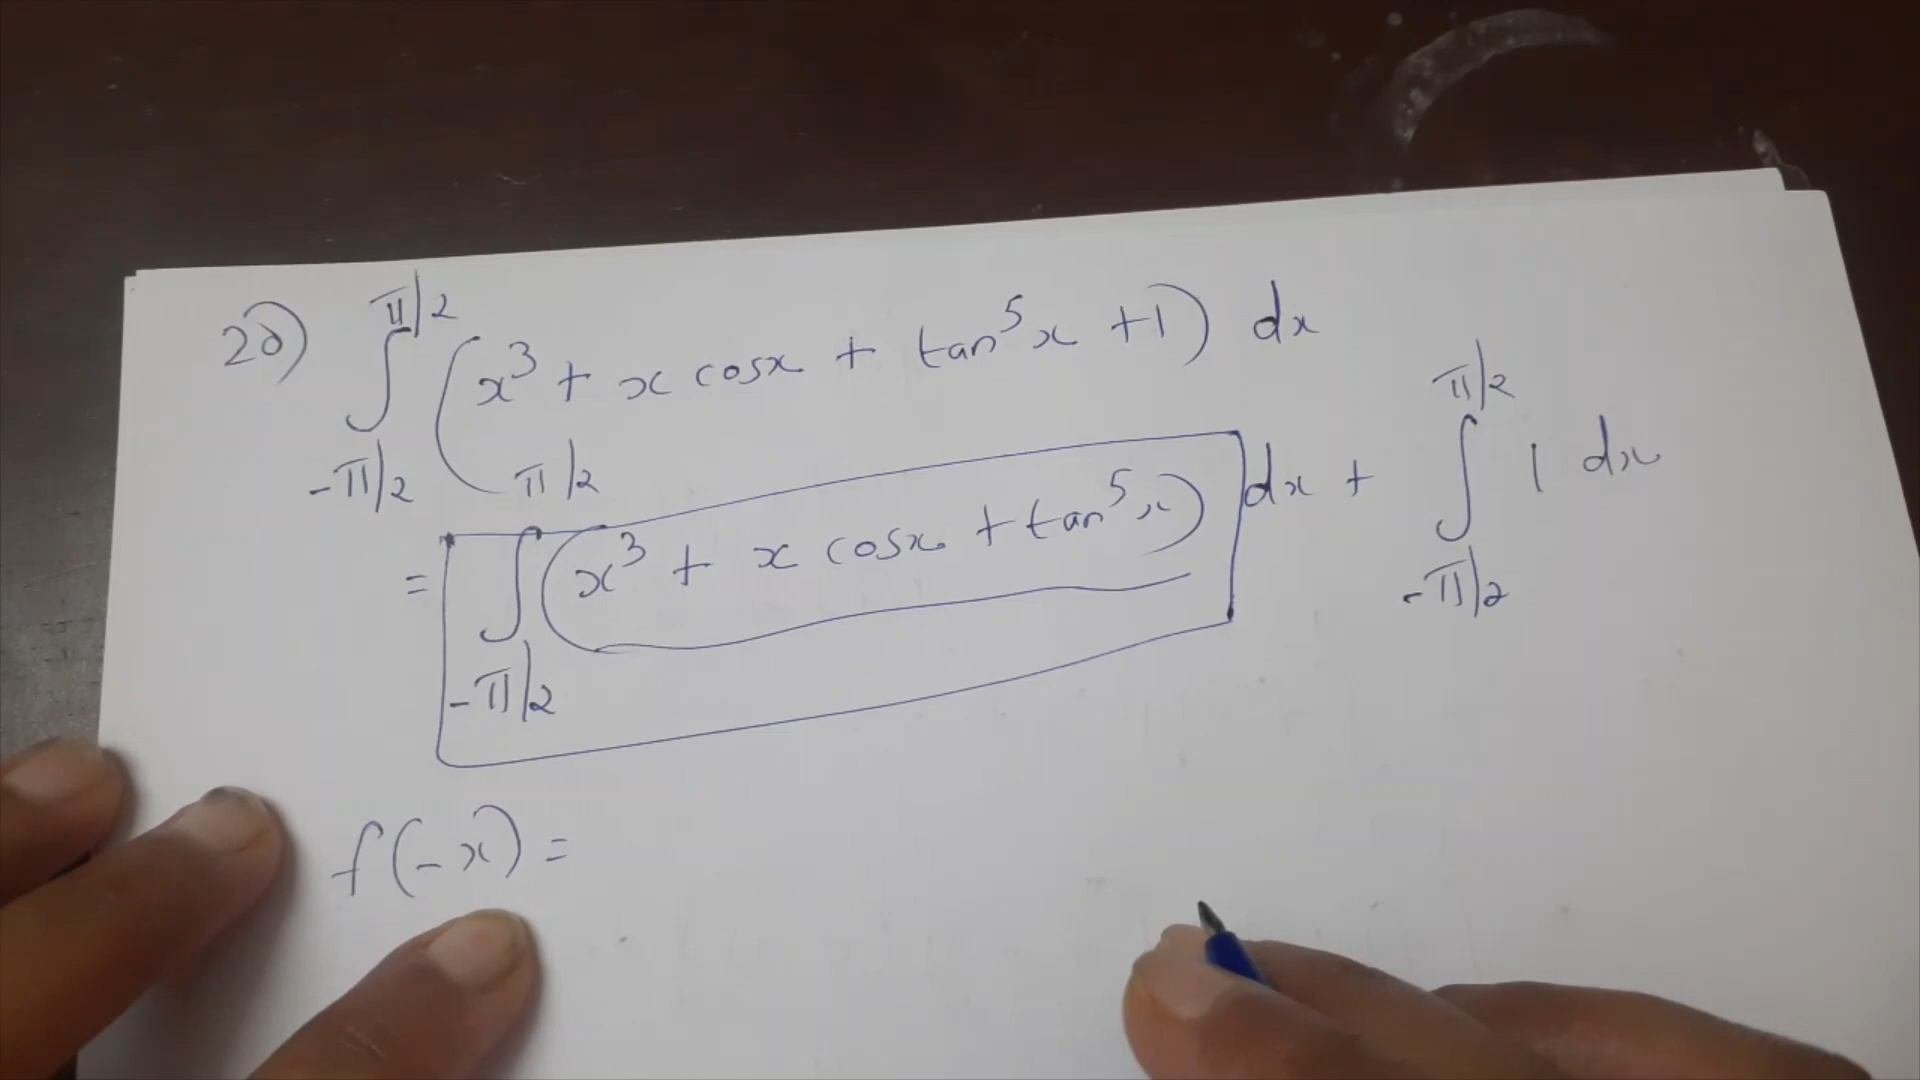 20) ∫_{-π/2}^{π/2} (x³ + x cosx + tan⁵x +1) dx
= ∫_{-π/2}^{π/2} (x³ + x cosx + tan⁵x) dx + ∫_{-π/2}^{π/2} 1 dx
f(-x) =